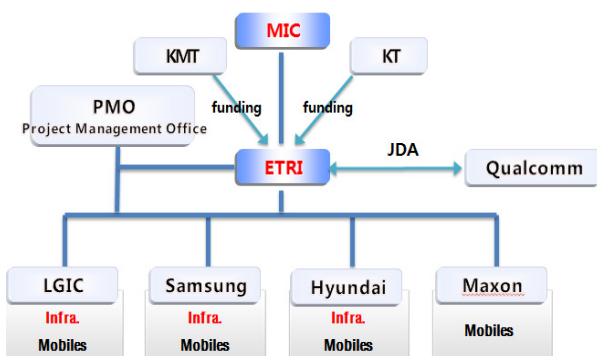 MIC
KMT
KT
funding
funding
PMO
Project Management Office
ETRI
JDA
Qualcomm
LGIC
Samsung
Hyundai
Maxon
Infra.
Mobiles
Infra.
Mobiles
Infra.
Mobiles
Mobiles